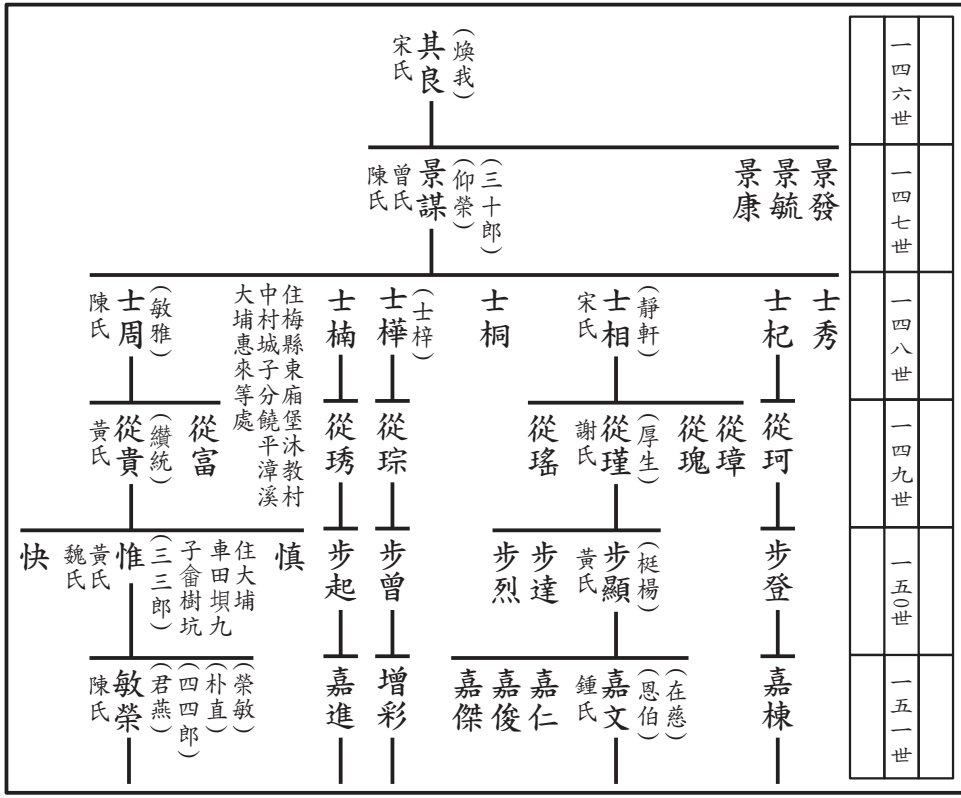 一四六世
(煥我)
其良
宋氏
一四七世
景發
景毓
景康
(三十郎)
(仰榮)
景謀
曾氏
陳氏
一四八世
士秀
士杞
(靜軒)
士相
宋氏
士桐
(士梓)
士樺
士楠
住梅縣東廂堡沐教村
中村城子分饒平漳溪
大埔惠來等處
(敏雅)
士周
陳氏
一四九世
從珂
從璋
從瑰
(厚生)
從瑾
謝氏
從瑤
從琮
從琇
從富
(纘統)
從貴
黃氏
一五0世
步登
(梃楊)
步顯
黃氏
步達
步烈
步曾
步起
慎
住大埔
車田垻九
子畲樹坑
(三三郎)
惟
黃氏
魏氏
快
一五一世
嘉棟
(在慈)
(恩伯)
嘉文
鍾氏
嘉仁
嘉俊
嘉傑
增彩
嘉進
(榮敏)
(朴直)
(四四郎)
(君燕)
敏榮
陳氏